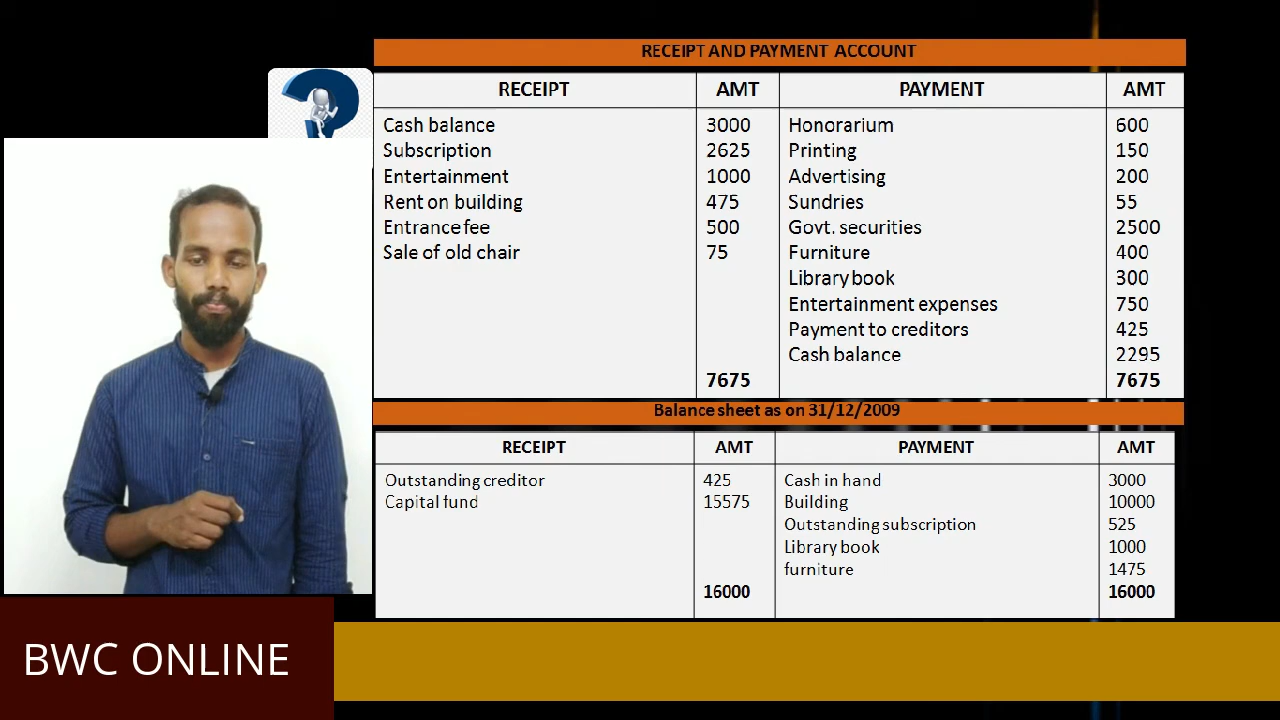 RECEIPT AND PAYMENT ACCOUNT
RECEIPT AMT PAYMENT AMT
Cash balance 3000 Honorarium 600
Subscription 2625 Printing 150
Entertainment 1000 Advertising 200
Rent on building 475 Sundries 55
Entrance fee 500 Govt. securities 2500
Sale of old chair 75 Furniture 400
Library book 300
Entertainment expenses 750
Payment to creditors 425
Cash balance 2295
7675 7675
Balance sheet as on 31/12/2009
RECEIPT AMT PAYMENT AMT
Outstanding creditor 425 Cash in hand 3000
Capital fund 15575 Building 10000
Outstanding subscription 525
Library book 1000
furniture 1475
16000 16000
BWC ONLINE